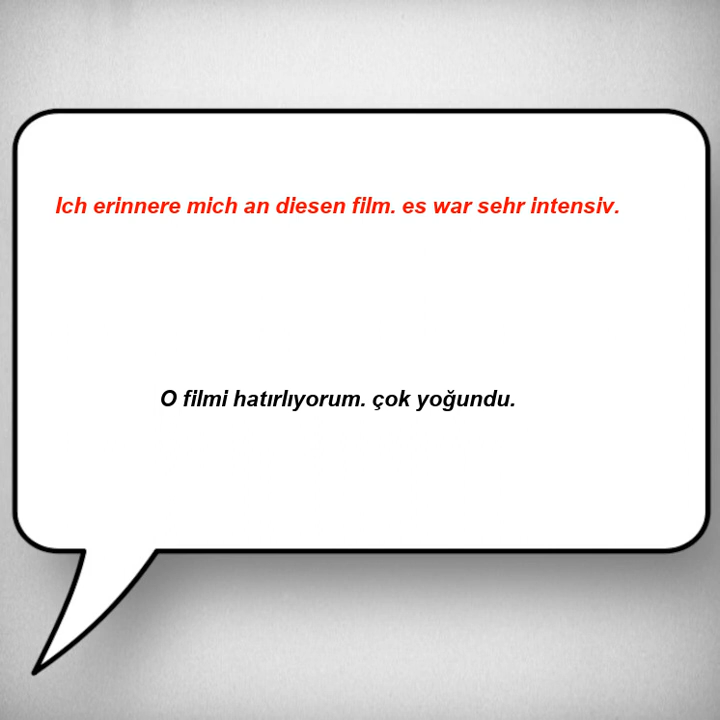 Ich erinnere mich an diesen film. es war sehr intensiv.
O filmi hatırlıyorum. çok yoğundu.